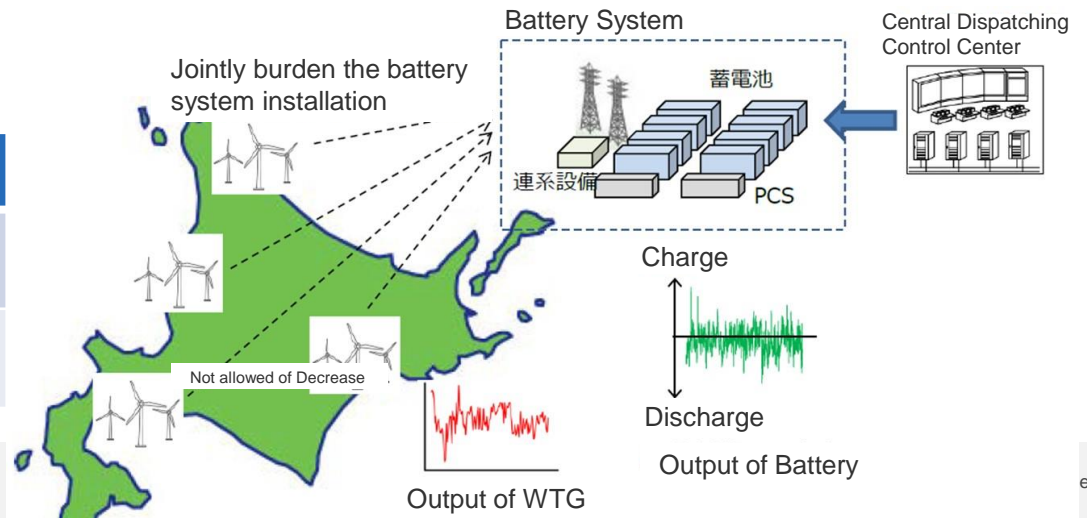 Battery System
Central Dispatching
Control Center
Jointly burden the battery
system installation
蓄電池
連系設備
PCS
Charge
Not allowed of Decrease
Discharge
Output of Battery
Output of WTG
e